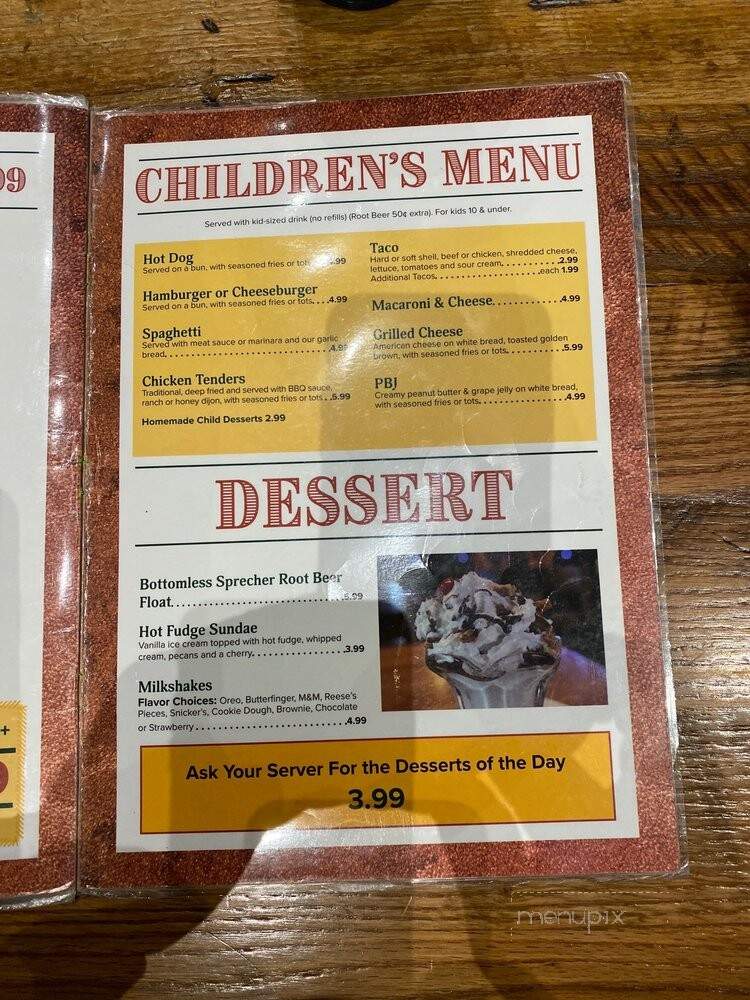 09
CHILDREN'S MENU
Served with kid-sized drink (no refills) (Root Beer 50¢ extra). For kids 10 & under.
Hot Dog
Served on a bun, with seasoned fries or tots
Hamburger or Cheeseburger
Served on a bun, with seasoned fries or tots....4.99
Spaghetti
Served with meat sauce or marinara and our garlic
bread.
Chicken Tenders
Traditional, deep fried and served with BBQ sauce,
ranch or honey dijon, with seasoned fries or tots...5.99
Homemade Child Desserts 2.99
Taco
Hard or soft shell, beef or chicken, shredded cheese,
lettuce, tomatoes and sour cream.................2.99
Additional Tacos.........................each 1.99
Macaroni & Cheese.............4.99
Grilled Cheese
American cheese on white bread, toasted golden
brown, with seasoned fries or tots.................5.99
PBJ
Creamy peanut butter & grape jelly on white bread,
with seasoned fries or tots......................4.99
DESSERT
Bottomless Sprecher Root Beer
Float...........................5.99
Hot Fudge Sundae
Vanilla ice cream topped with hot fudge, whipped
cream, pecans and a cherry..................3.99
Milkshakes
Flavor Choices: Oreo, Butterfinger, M&M, Reese's
Pieces, Snicker's, Cookie Dough, Brownie, Chocolate
or Strawberry..........................4.99
Ask Your Server For the Desserts of the Day
3.99
+
menupix